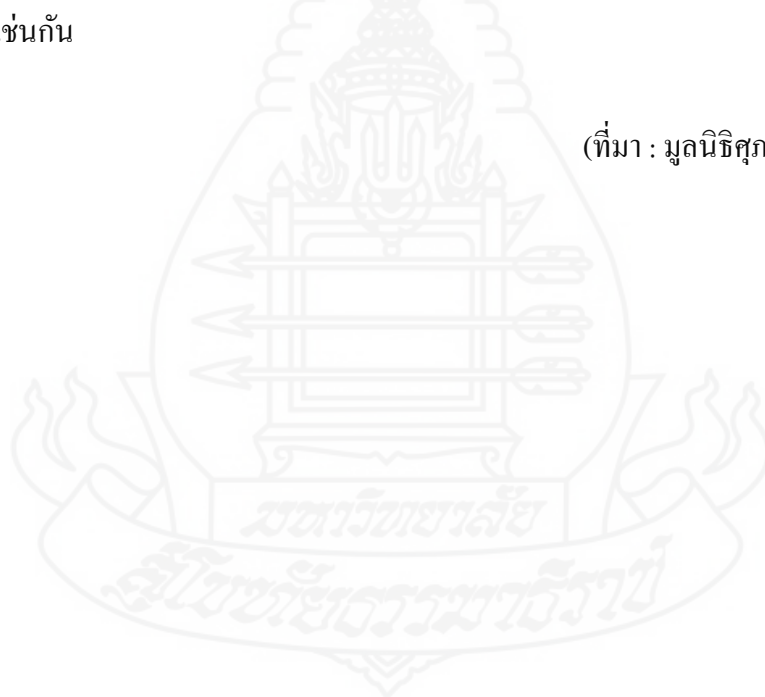 ช่นกัน
(ที่มา : มูลนิธิศุภ
มหาวิทยาลัย
สุโขทัยธรรมาธิราช